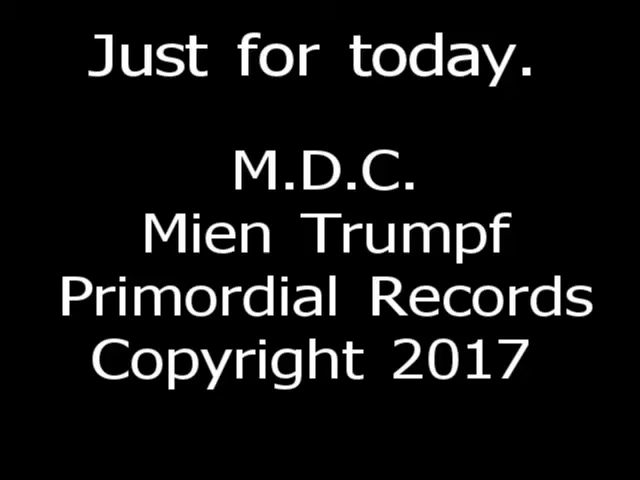 Just for today.
M.D.C.
Mien Trumpf
Primordial Records
Copyright 2017